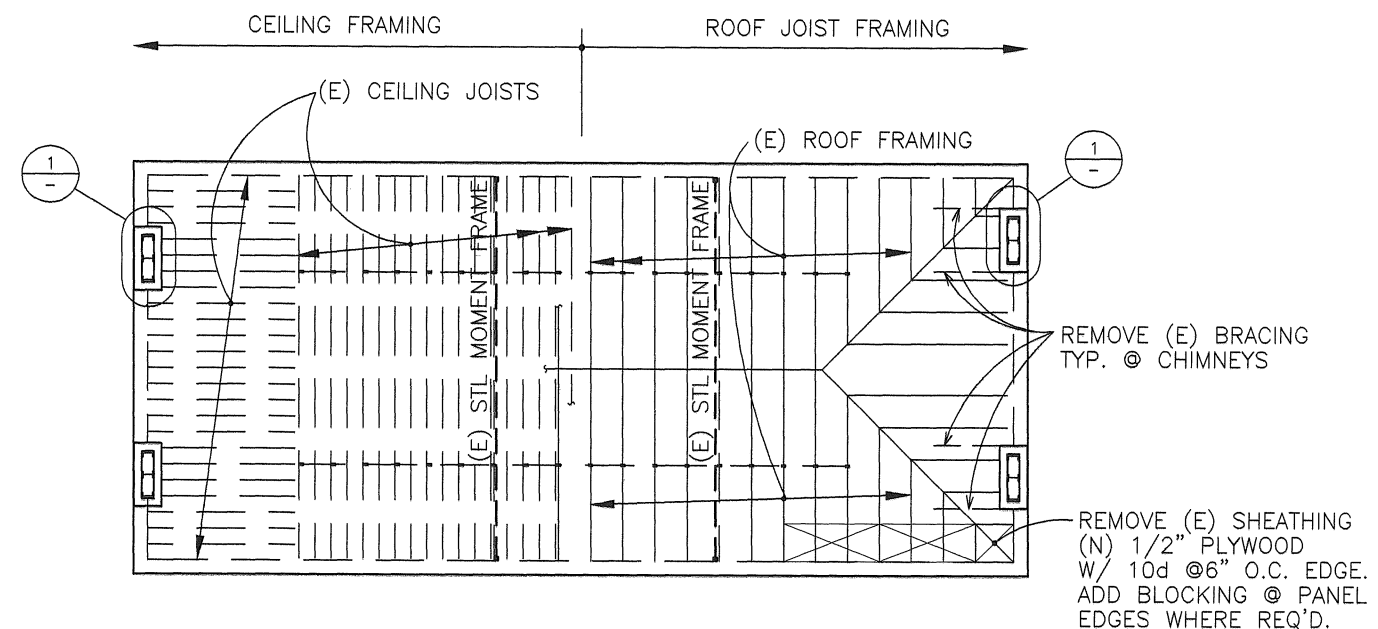 CEILING FRAMING
ROOF JOIST FRAMING
(E) CEILING JOISTS
(E) ROOF FRAMING
1
-
1
-
(E) STL MOMENT FRAME
(E) STL MOMENT FRAME
REMOVE (E) BRACING
TYP. @ CHIMNEYS
REMOVE (E) SHEATHING
(N) 1/2" PLYWOOD
W/ 10d @6" O.C. EDGE.
ADD BLOCKING @ PANEL
EDGES WHERE REQ'D.